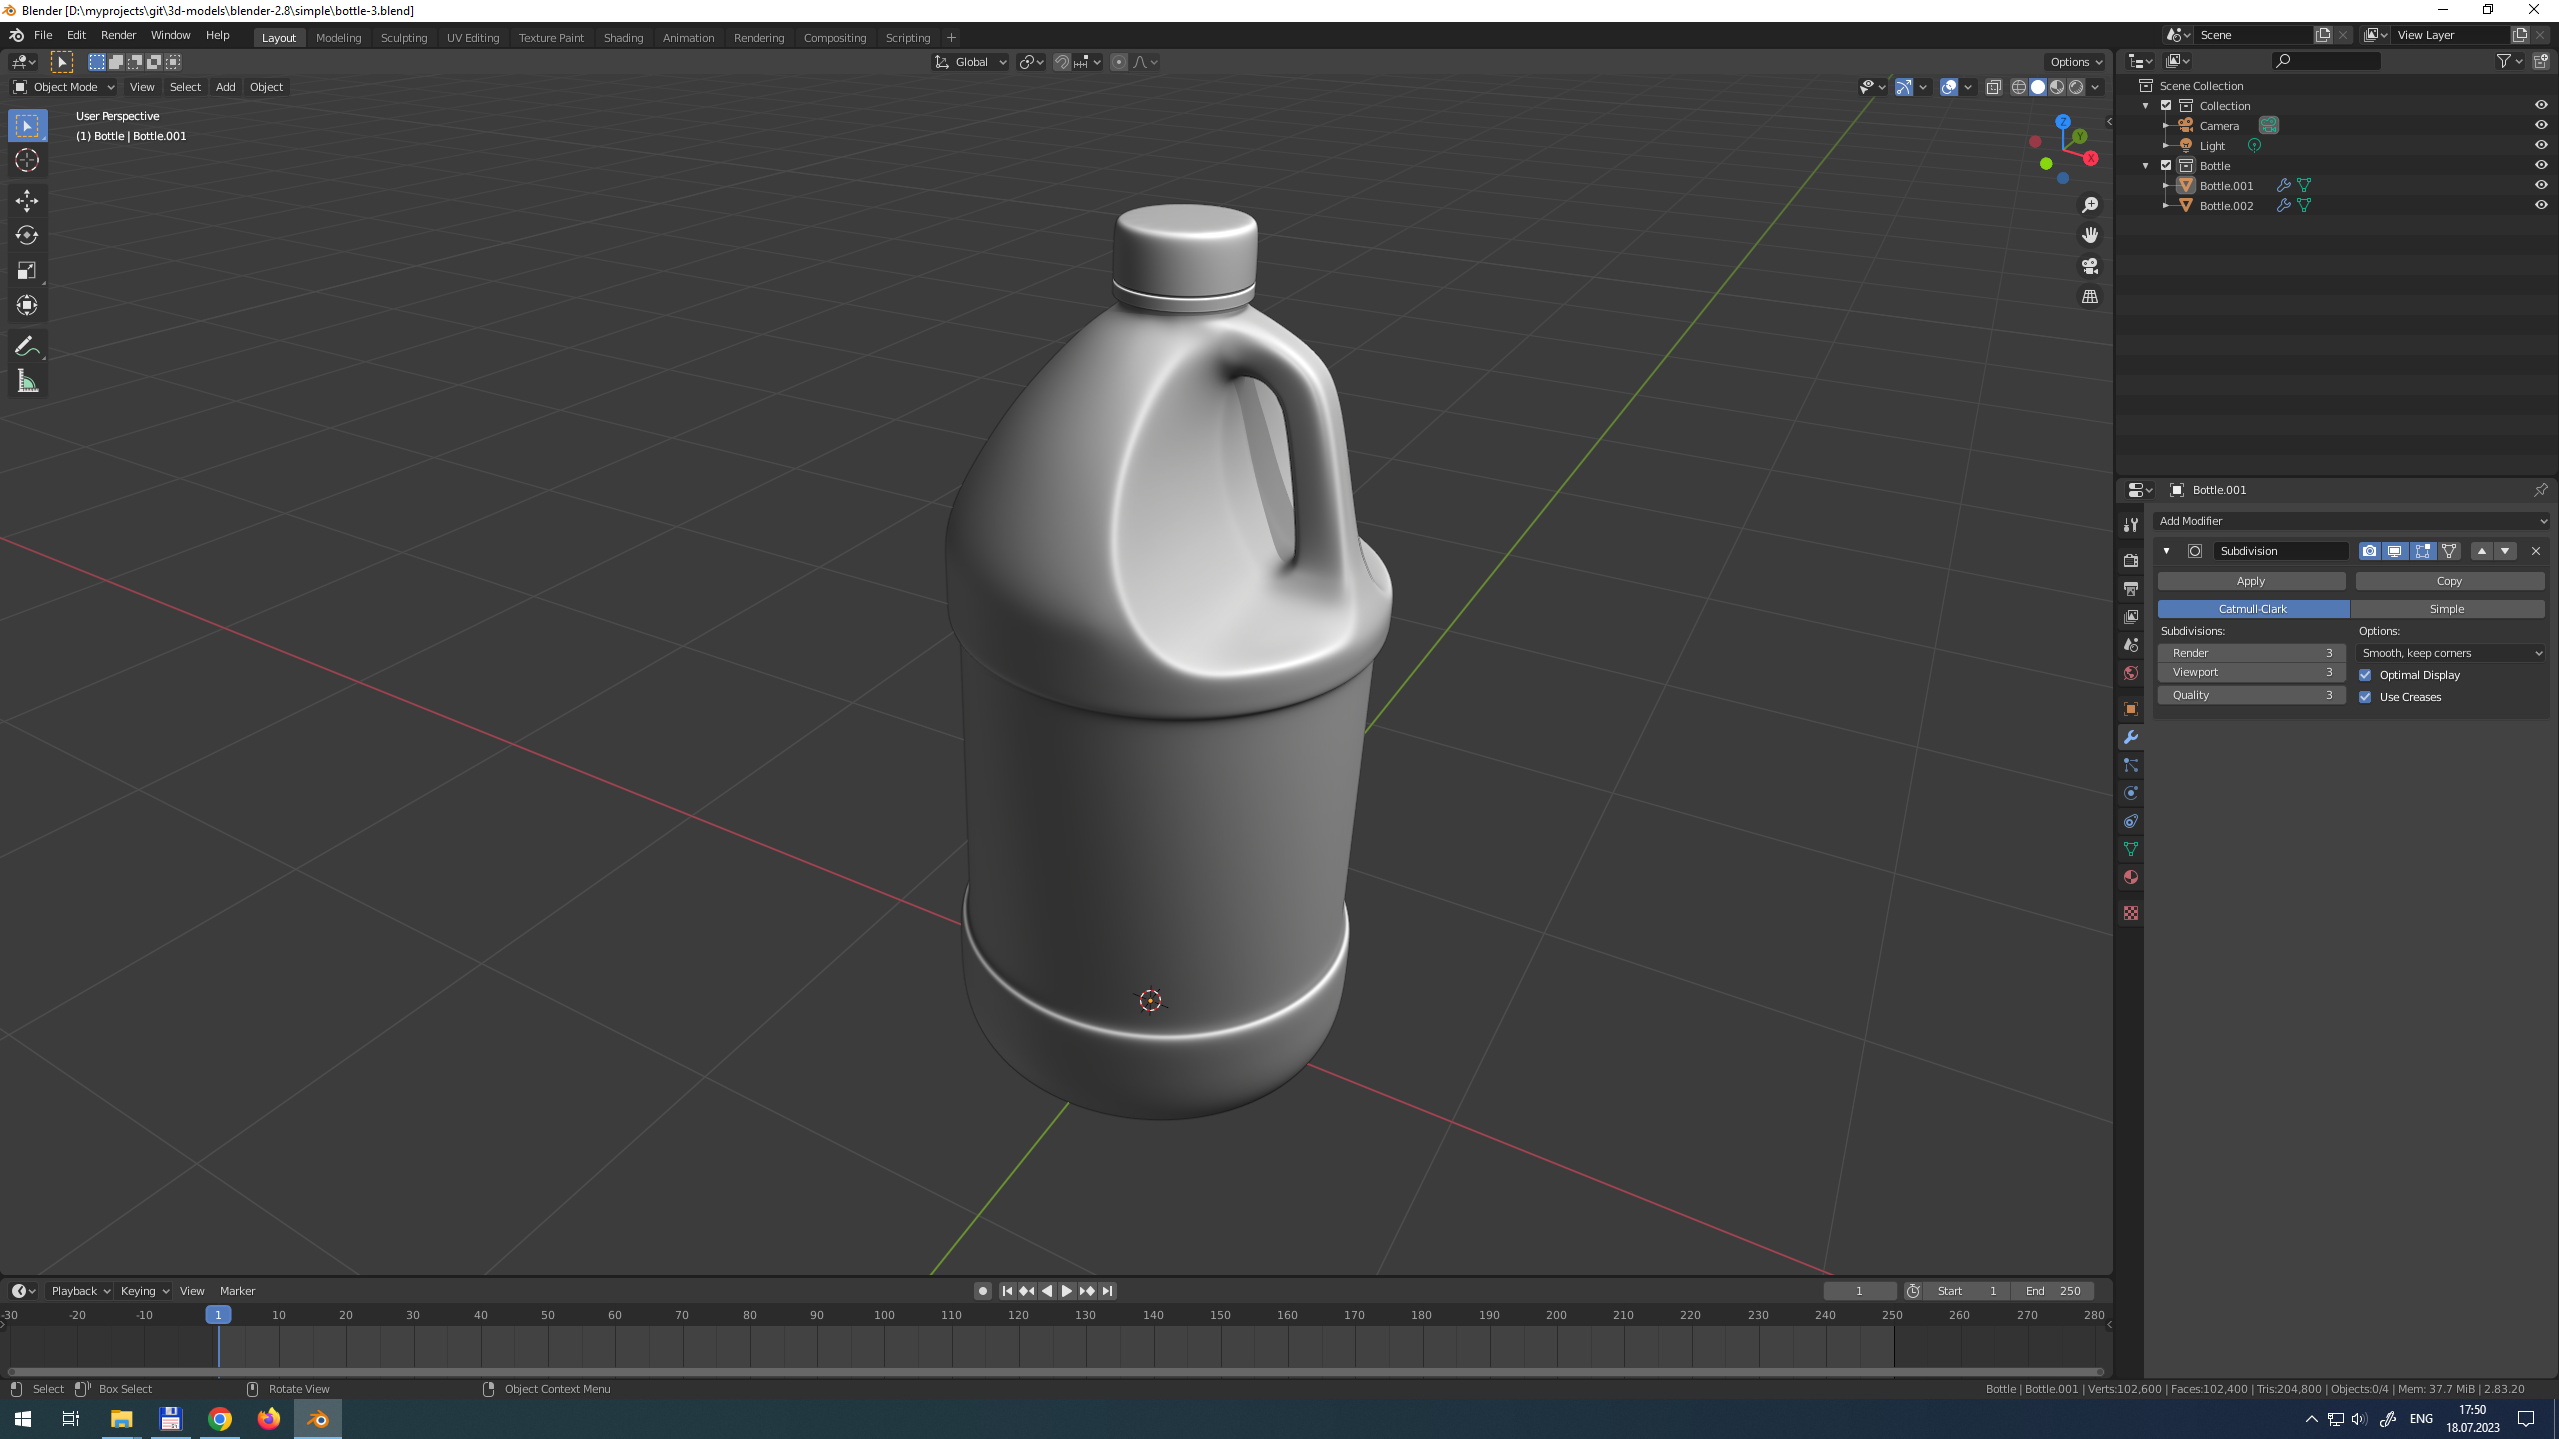 Blender [D:\myprojects\git\3d-models\blender-2.8\simple\bottle-3.blend]
File Edit Render Window Help Layout Modeling Sculpting UV Editing Texture Paint Shading Animation Rendering Compositing Scripting + Scene View Layer
Global Options
Object Mode View Select Add Object
User Perspective
(1) Bottle | Bottle.001
Z
Y
X
Scene Collection
Collection
Camera
Light
Bottle
Bottle.001
Bottle.002
Bottle.001
Add Modifier
Subdivision
Apply Copy
Catmull-Clark Simple
Subdivisions: Options:
Render 3 Smooth, keep corners
Viewport 3 Optimal Display
Quality 3 Use Creases
Playback Keying View Marker 1 Start 1 End 250
-30 -20 -10 1 10 20 30 40 50 60 70 80 90 100 110 120 130 140 150 160 170 180 190 200 210 220 230 240 250 260 270 280
Select Box Select Rotate View Object Context Menu Bottle | Bottle.001 | Verts:102,600 | Faces:102,400 | Tris:204,800 | Objects:0/4 | Mem: 37.7 MiB | 2.83.20
ENG 17:50
18.07.2023